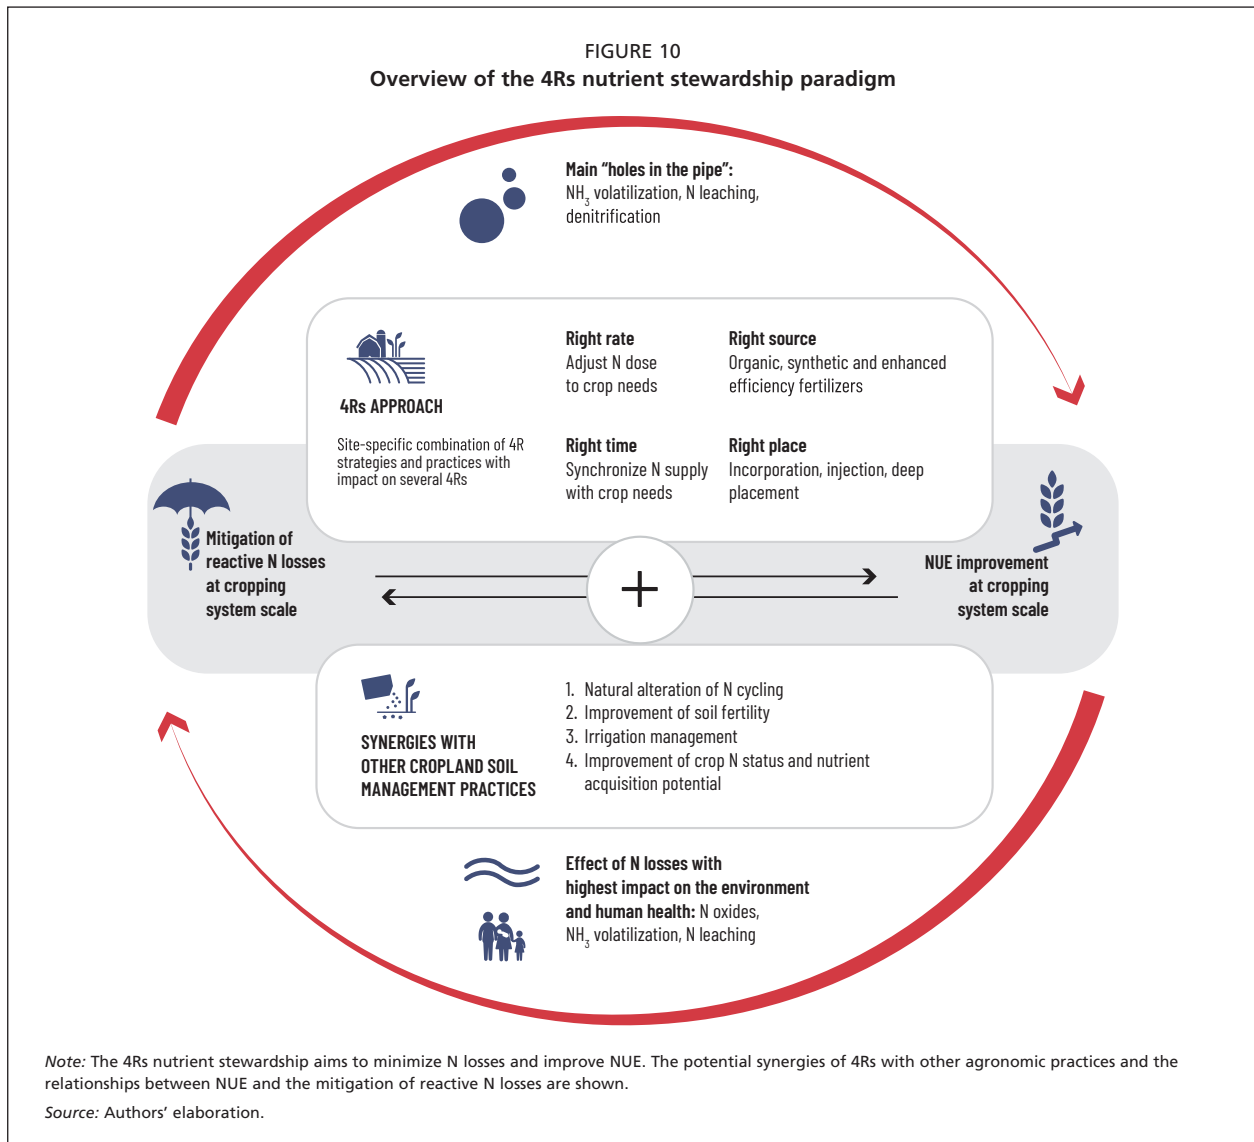 FIGURE 10
Overview of the 4Rs nutrient stewardship paradigm
Main “holes in the pipe”:
NH3 volatilization, N leaching,
denitrification
4Rs APPROACH
Site-specific combination of 4R
strategies and practices with
impact on several 4Rs
Right rate
Adjust N dose
to crop needs
Right source
Organic, synthetic and enhanced
efficiency fertilizers
Right time
Synchronize N supply
with crop needs
Right place
Incorporation, injection, deep
placement
Mitigation of
reactive N losses
at cropping
system scale
+
NUE improvement
at cropping
system scale
SYNERGIES WITH
OTHER CROPLAND SOIL
MANAGEMENT PRACTICES
1. Natural alteration of N cycling
2. Improvement of soil fertility
3. Irrigation management
4. Improvement of crop N status and nutrient
acquisition potential
Effect of N losses with
highest impact on the environment
and human health: N oxides,
NH3 volatilization, N leaching
Note: The 4Rs nutrient stewardship aims to minimize N losses and improve NUE. The potential synergies of 4Rs with other agronomic practices and the
relationships between NUE and the mitigation of reactive N losses are shown.
Source: Authors’ elaboration.